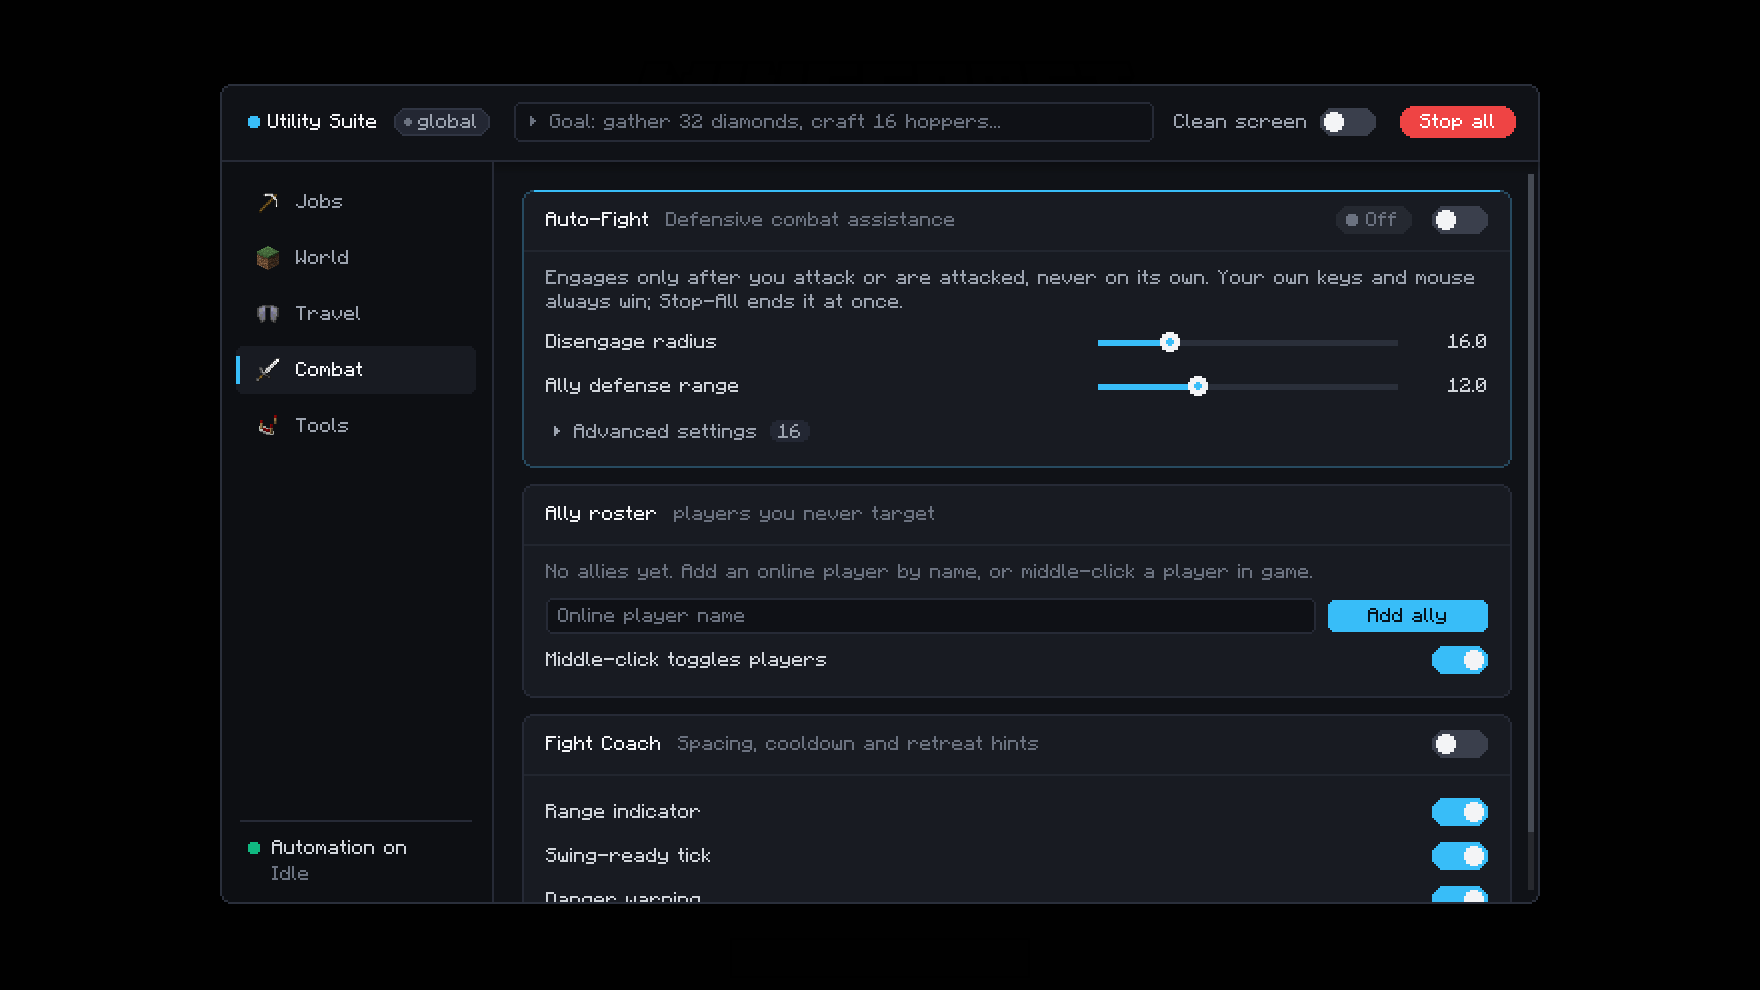 Utility Suite
global
Goal: gather 32 diamonds, craft 16 hoppers...
Clean screen
Stop all
Jobs
World
Travel
Combat
Tools
Automation on
Idle
Auto-Fight Defensive combat assistance
Off
Engages only after you attack or are attacked, never on its own. Your own keys and mouse
always win; Stop-All ends it at once.
Disengage radius 16.0
Ally defense range 12.0
Advanced settings 16
Ally roster players you never target
No allies yet. Add an online player by name, or middle-click a player in game.
Online player name
Add ally
Middle-click toggles players
Fight Coach Spacing, cooldown and retreat hints
Range indicator
Swing-ready tick
Danger warning